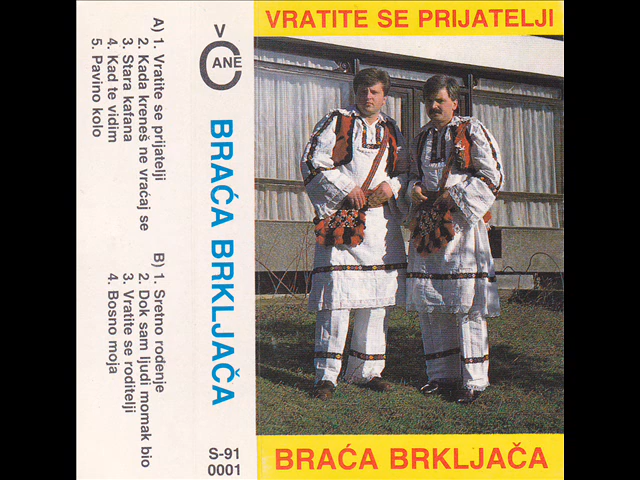 VRATITE SE PRIJATELJI
BRAĆA BRKLJAČA
V
CANE
BRAĆA BRKLJAČA
S-91
0001
A) 1. Vratite se prijatelji
2. Kada kreneš ne vraćaj se
3. Stara kafana
4. Kad te vidim
5. Pavino kolo
B) 1. Sretno rođenje
2. Dok sam ljudi momak bio
3. Vratite se roditelji
4. Bosno moja